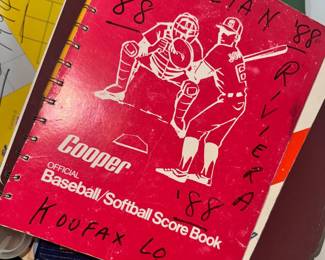 '88
IAN '88
RIVIERA
'88
Cooper
OFFICIAL
Baseball/Softball Score Book
KOUFAX LO